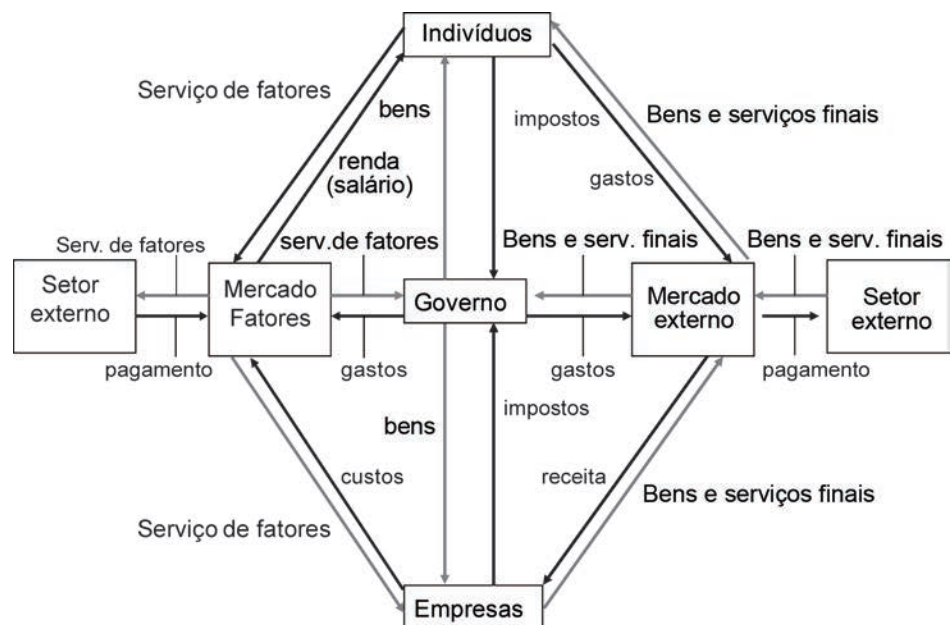 Indivíduos
Serviço de fatores
bens
impostos
Bens e serviços finais
renda
(salário)
gastos
Serv. de fatores
serv.de fatores
Bens e serv. finais
Bens e serv. finais
Setor
externo
Mercado
Fatores
Governo
Mercado
externo
Setor
externo
pagamento
gastos
gastos
pagamento
bens
impostos
custos
receita
Serviço de fatores
Bens e serviços finais
Empresas